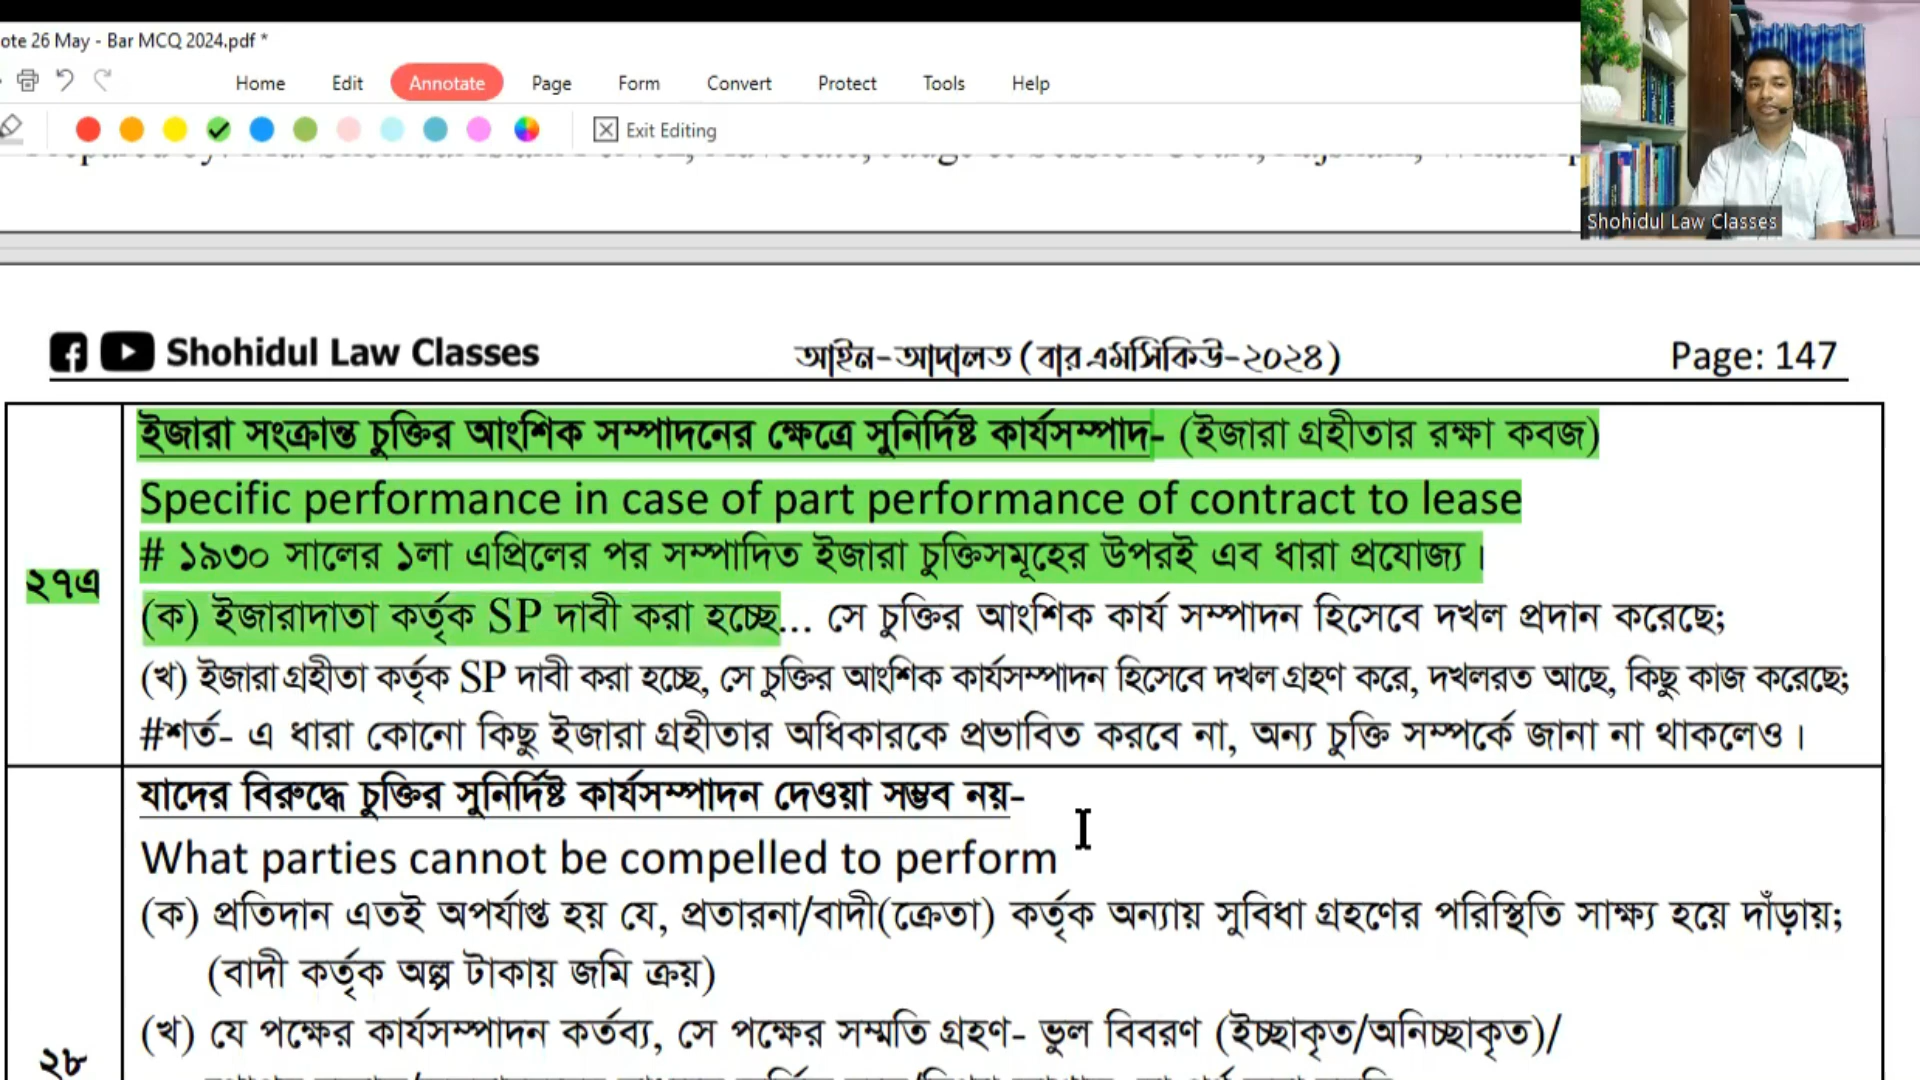 ote 26 May - Bar MCQ 2024.pdf *
Home Edit Annotate Page Form Convert Protect Tools Help
Exit Editing
Shohidul Law Classes
Shohidul Law Classes আইন-আদালত (বার এমসিকিউ-২০২৪) Page: 147
ইজারা সংক্রান্ত চুক্তির আংশিক সম্পাদনের ক্ষেত্রে সুনির্দিষ্ট কার্যসম্পাদ- (ইজারা গ্রহীতার রক্ষা কবজ)
Specific performance in case of part performance of contract to lease
# ১৯৩০ সালের ১লা এপ্রিলের পর সম্পাদিত ইজারা চুক্তিসমূহের উপরই এব ধারা প্রযোজ্য।
২৭এ
(ক) ইজারাদাতা কর্তৃক SP দাবী করা হচ্ছে... সে চুক্তির আংশিক কার্য সম্পাদন হিসেবে দখল প্রদান করেছে;
(খ) ইজারা গ্রহীতা কর্তৃক SP দাবী করা হচ্ছে, সে চুক্তির আংশিক কার্যসম্পাদন হিসেবে দখল গ্রহণ করে, দখলরত আছে, কিছু কাজ করেছে;
#শর্ত- এ ধারা কোনো কিছু ইজারা গ্রহীতার অধিকারকে প্রভাবিত করবে না, অন্য চুক্তি সম্পর্কে জানা না থাকলেও।
যাদের বিরুদ্ধে চুক্তির সুনির্দিষ্ট কার্যসম্পাদন দেওয়া সম্ভব নয়-
What parties cannot be compelled to perform
(ক) প্রতিদান এতই অপর্যাপ্ত হয় যে, প্রতারনা/বাদী(ক্রেতা) কর্তৃক অন্যায় সুবিধা গ্রহণের পরিস্থিতি সাক্ষ্য হয়ে দাঁড়ায়;
(বাদী কর্তৃক অল্প টাকায় জমি ক্রয়)
(খ) যে পক্ষের কার্যসম্পাদন কর্তব্য, সে পক্ষের সম্মতি গ্রহণ- ভুল বিবরণ (ইচ্ছাকৃত/অনিচ্ছাকৃত)/
২৮